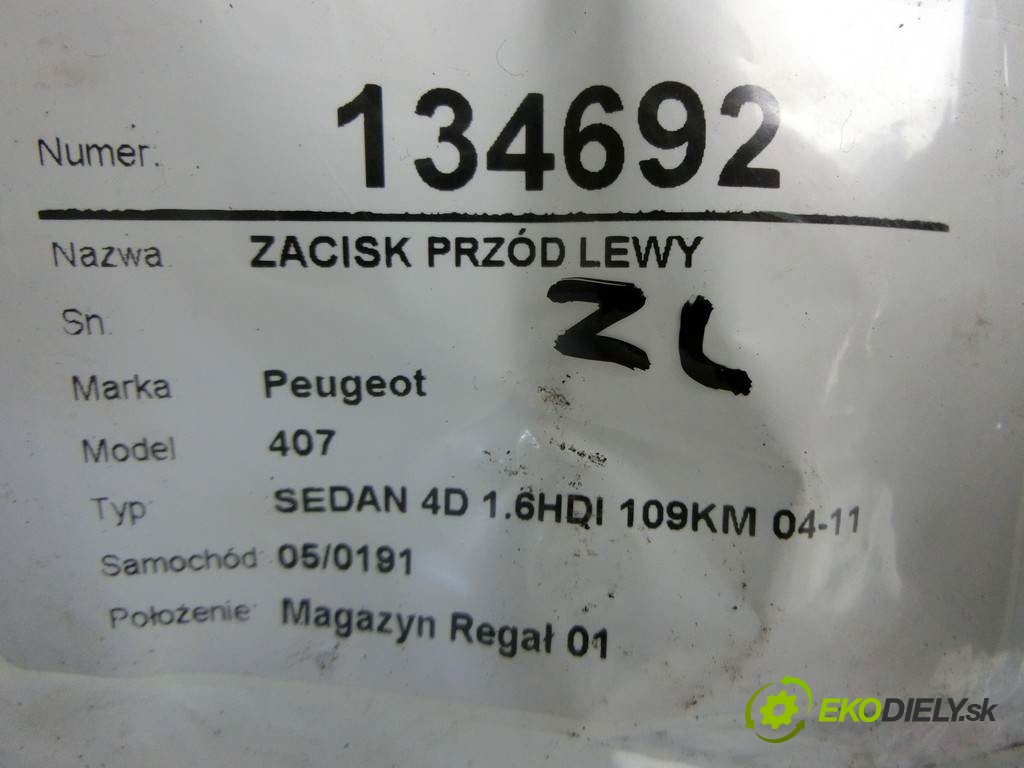 Numer: 134692
Nazwa ZACISK PRZÓD LEWY
Sn. ZL
Marka Peugeot
Model 407
Typ SEDAN 4D 1.6HDI 109KM 04-11
Samochód 05/0191
Położenie Magazyn Regał 01
EKODIELY.sk